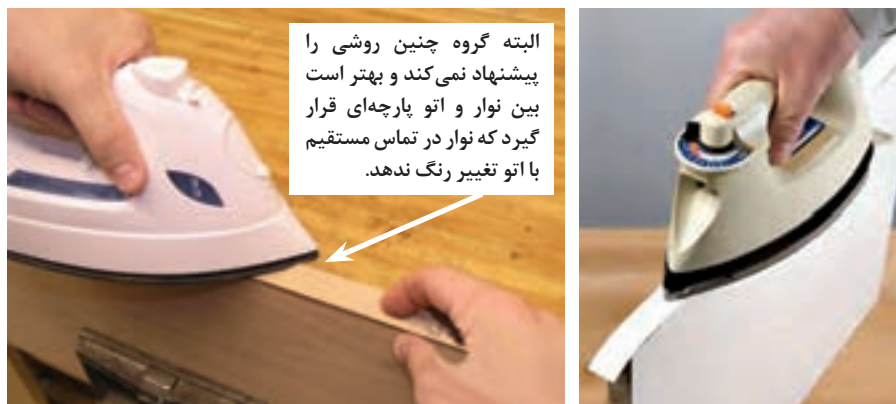 البته گروه چنین روشی را
پیشنهاد نمی‌کند و بهتر است
بین نوار و اتو پارچه‌ای قرار
گیرد که نوار در تماس مستقیم
با اتو تغییر رنگ ندهد.